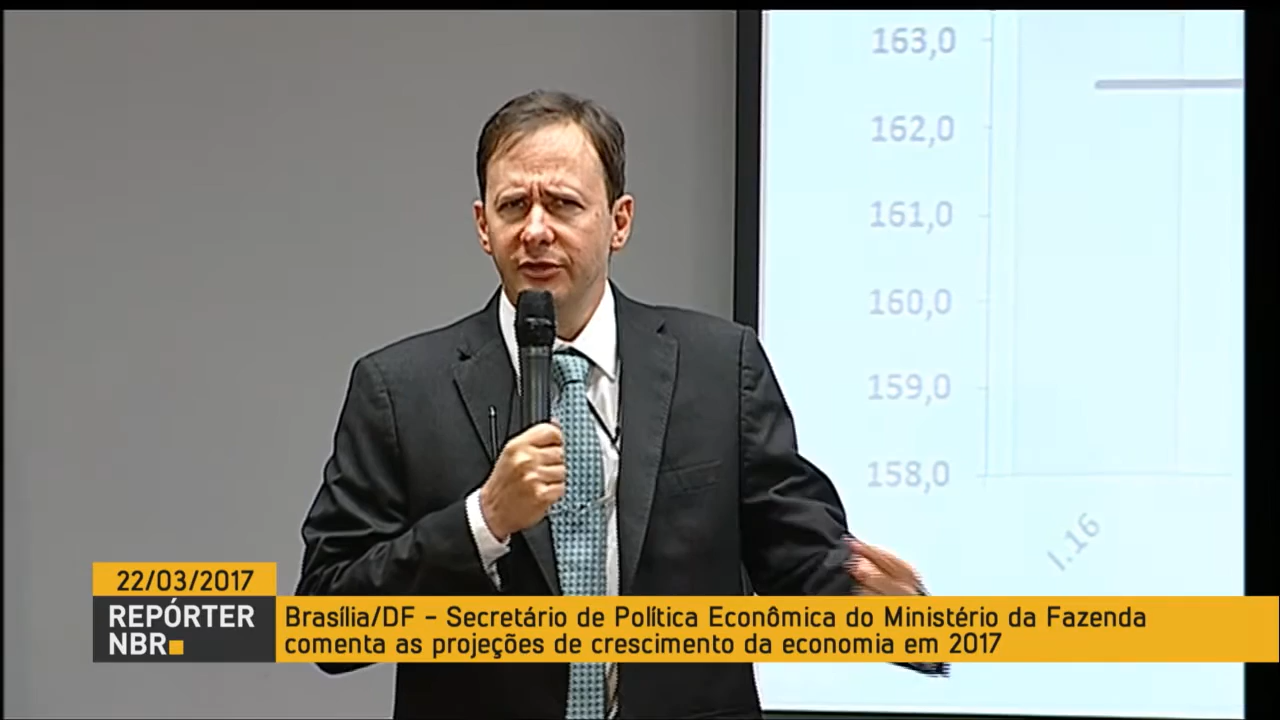 163,0
162,0
161,0
160,0
159,0
158,0
I.16
22/03/2017
REPÓRTER
NBR
Brasília/DF - Secretário de Política Econômica do Ministério da Fazenda
comenta as projeções de crescimento da economia em 2017